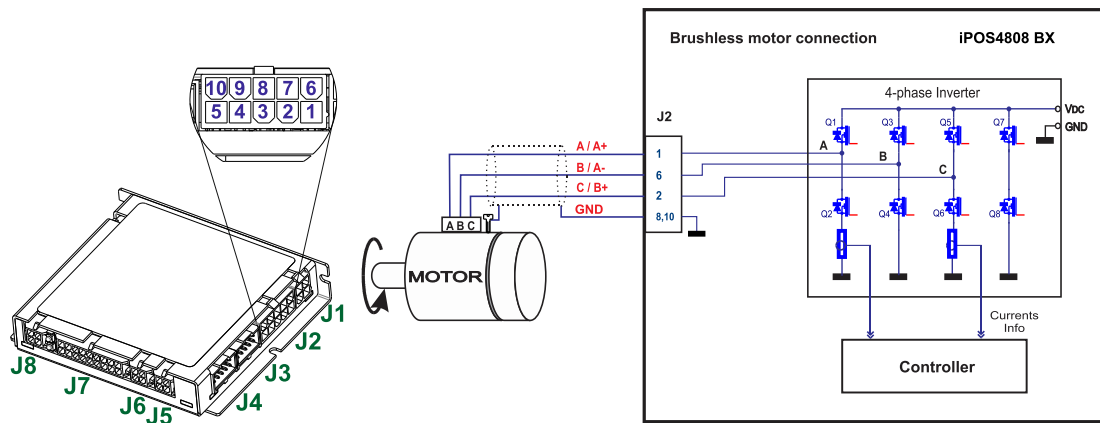 10 9 8 7 6
5 4 3 2 1
J1
J2
J3
J4
J5
J6
J7
J8
A / A+
B / A-
C / B+
GND
A B C
MOTOR
J2
1
6
2
8,10
Brushless motor connection iPOS4808 BX
4-phase Inverter
VDC
GND
Q1 Q3 Q5 Q7
A
B
C
Q2 Q4 Q6 Q8
Currents
Info
Controller